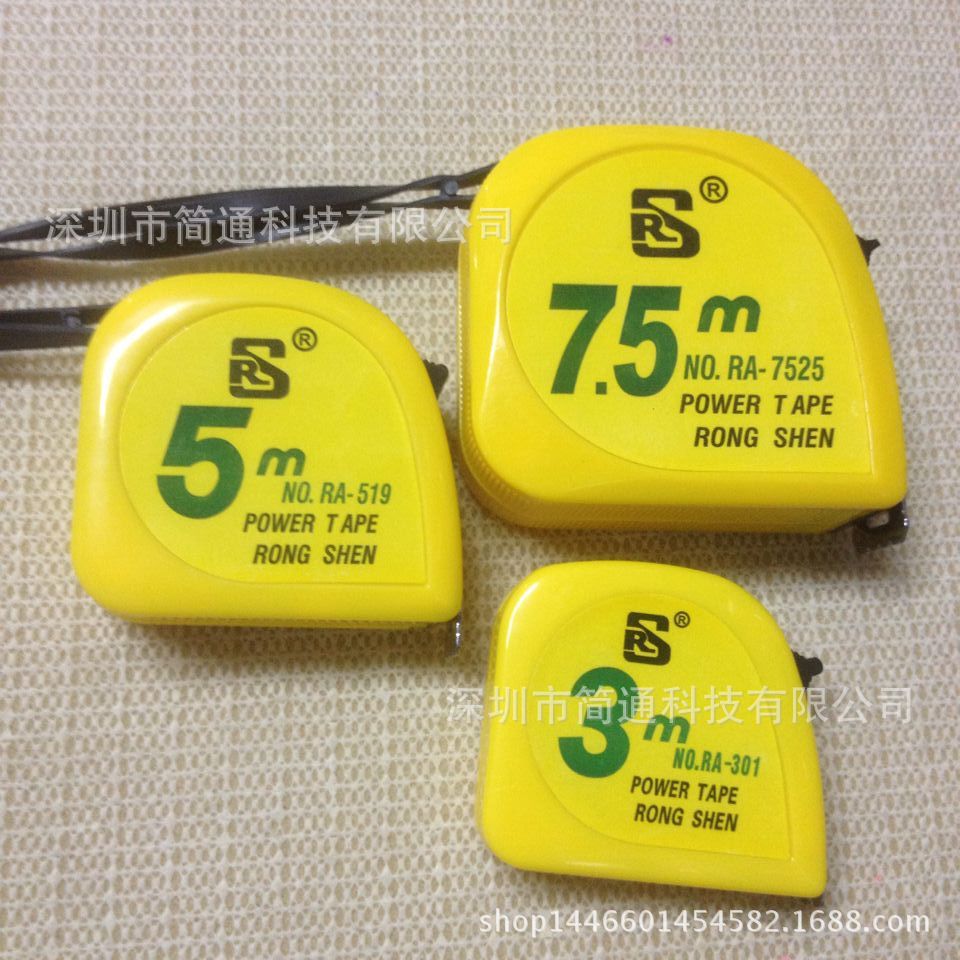 RS®
7.5m
NO. RA-7525
POWER TAPE
RONG SHEN
深圳市简通科技有限公司
RS®
5m
NO. RA-519
POWER TAPE
RONG SHEN
RS®
3m
深圳市简通科技有限公司
NO.RA-301
POWER TAPE
RONG SHEN
shop1446601454582.1688.com